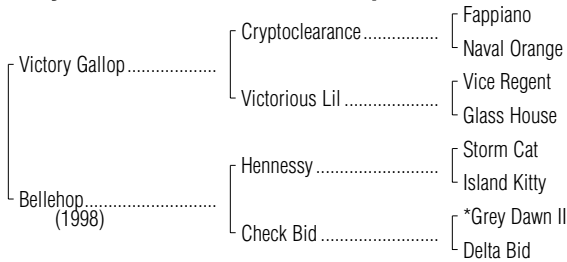 Fappiano
Cryptoclearance................
Naval Orange
Victory Gallop...................
Vice Regent
Victorious Lil ....................
Glass House
Storm Cat
Hennessy ..........................
Island Kitty
Bellehop............................
(1998)
*Grey Dawn II
Check Bid .........................
Delta Bid